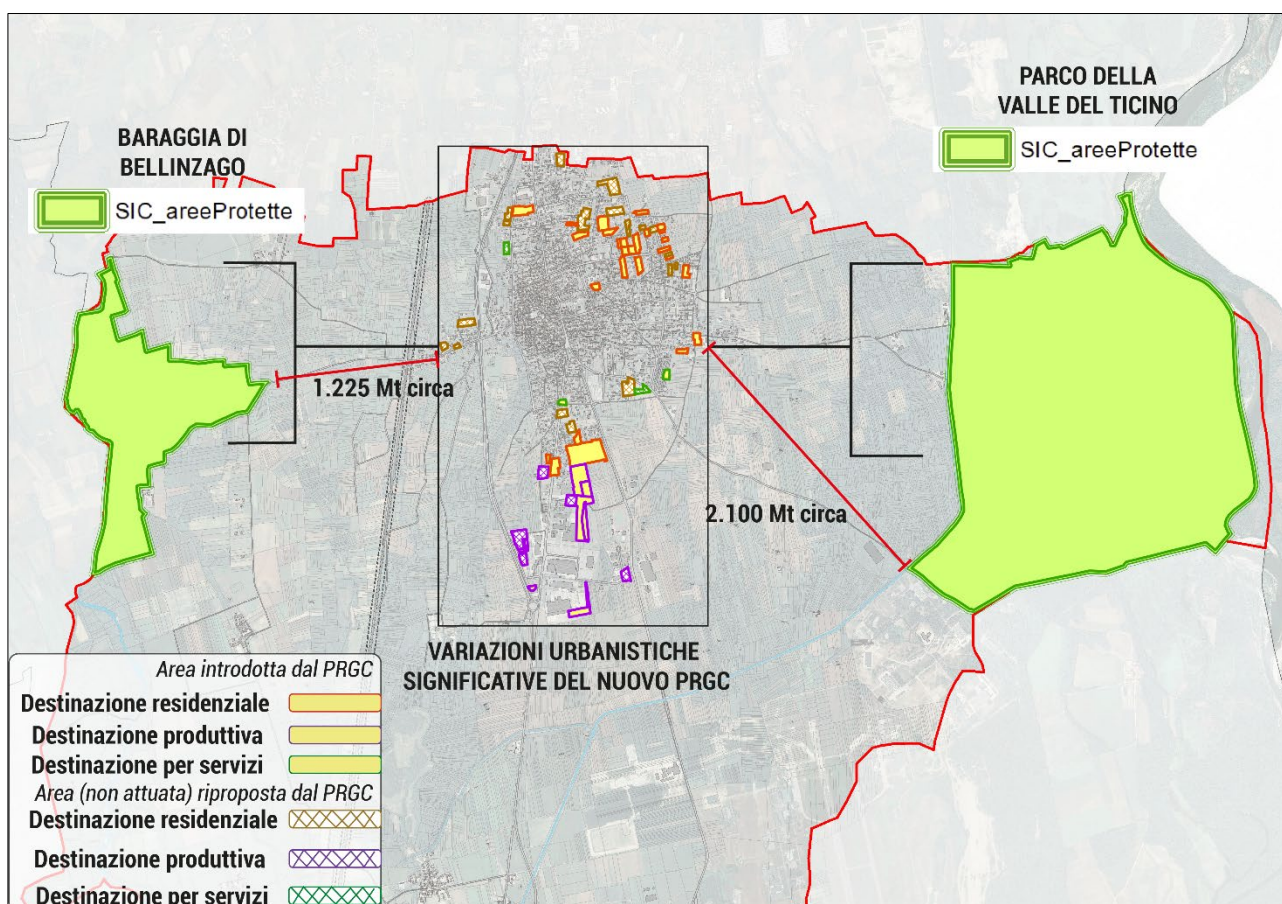 BARAGGIA DI
BELLINZAGO
SIC_areeProtette
PARCO DELLA
VALLE DEL TICINO
SIC_areeProtette
1.225 Mt circa
2.100 Mt circa
VARIAZIONI URBANISTICHE
SIGNIFICATIVE DEL NUOVO PRGC
Area introdotta dal PRGC
Destinazione residenziale
Destinazione produttiva
Destinazione per servizi
Area (non attuata) riproposta dal PRGC
Destinazione residenziale
Destinazione produttiva
Destinazione per servizi